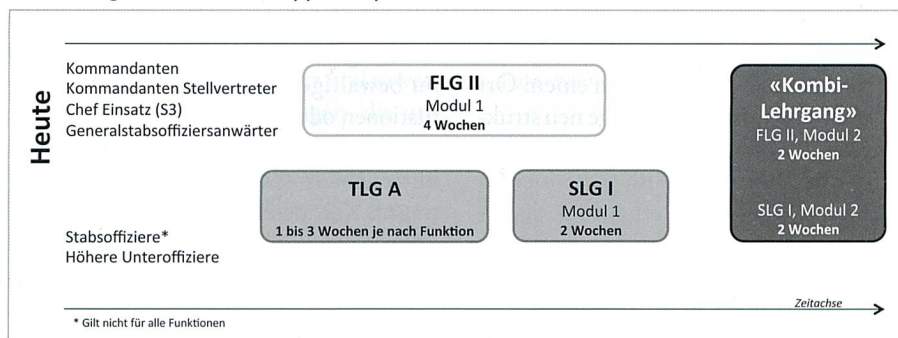 Heute
Kommandanten
Kommandanten Stellvertreter
Chef Einsatz (S3)
Generalstabsoffiziersanwärter
FLG II
Modul 1
4 Wochen
«Kombi-
Lehrgang»
FLG II, Modul 2
2 Wochen
SLG I, Modul 2
2 Wochen
TLG A
1 bis 3 Wochen je nach Funktion
SLG I
Modul 1
2 Wochen
Stabsoffiziere*
Höhere Unteroffiziere
Zeitachse
* Gilt nicht für alle Funktionen